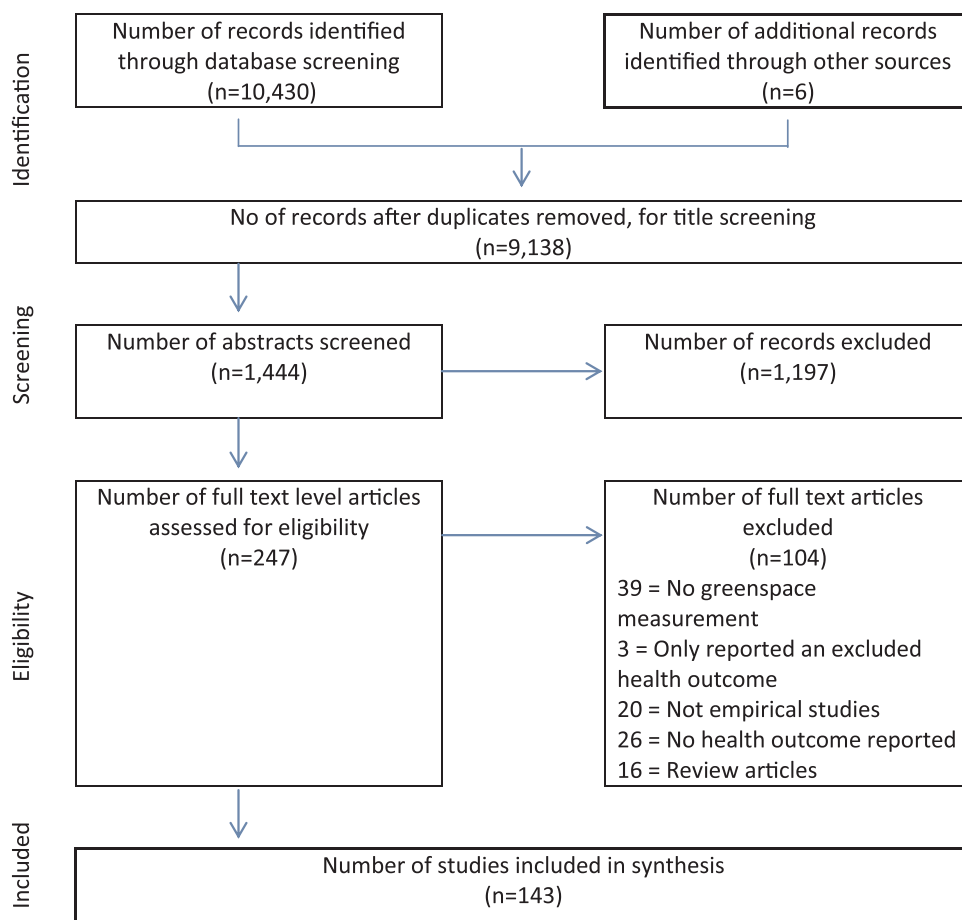 Identification
Number of records identified
through database screening
(n=10,430)
Number of additional records
identified through other sources
(n=6)
No of records after duplicates removed, for title screening
(n=9,138)
Screening
Number of abstracts screened
(n=1,444)
Number of records excluded
(n=1,197)
Eligibility
Number of full text level articles
assessed for eligibility
(n=247)
Number of full text articles
excluded
(n=104)
39 = No greenspace
measurement
3 = Only reported an excluded
health outcome
20 = Not empirical studies
26 = No health outcome reported
16 = Review articles
Included
Number of studies included in synthesis
(n=143)